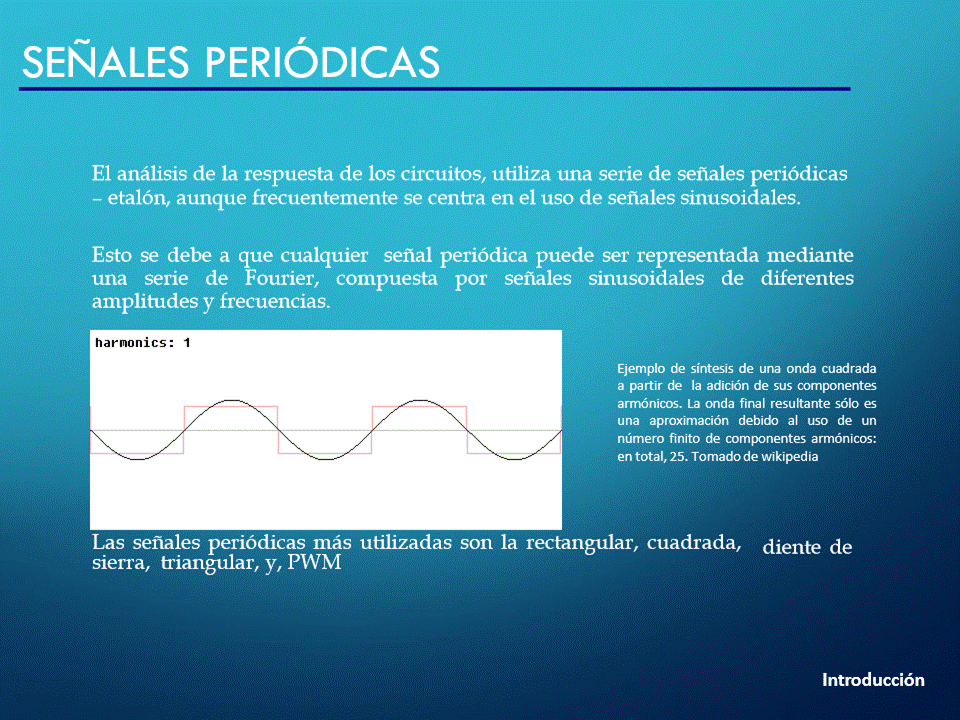 SEÑALES PERIÓDICAS
El análisis de la respuesta de los circuitos, utiliza una serie de señales periódicas
– etalón, aunque frecuentemente se centra en el uso de señales sinusoidales.
Esto se debe a que cualquier señal periódica puede ser representada mediante
una serie de Fourier, compuesta por señales sinusoidales de diferentes
amplitudes y frecuencias.
harmonics: 1
Ejemplo de síntesis de una onda cuadrada
a partir de la adición de sus componentes
armónicos. La onda final resultante sólo es
una aproximación debido al uso de un
número finito de componentes armónicos:
en total, 25. Tomado de wikipedia
Las señales periódicas más utilizadas son la rectangular, cuadrada, diente de
sierra, triangular, y, PWM
Introducción